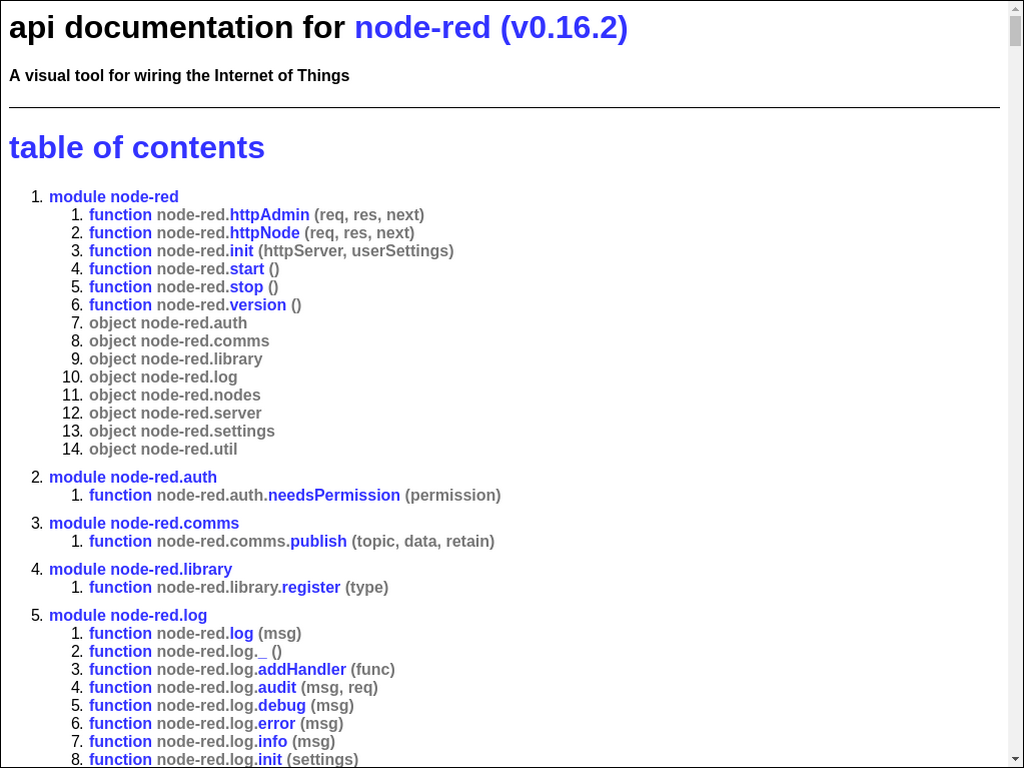 api documentation for node-red (v0.16.2)
A visual tool for wiring the Internet of Things
table of contents
1. module node-red
1. function node-red.httpAdmin (req, res, next)
2. function node-red.httpNode (req, res, next)
3. function node-red.init (httpServer, userSettings)
4. function node-red.start ()
5. function node-red.stop ()
6. function node-red.version ()
7. object node-red.auth
8. object node-red.comms
9. object node-red.library
10. object node-red.log
11. object node-red.nodes
12. object node-red.server
13. object node-red.settings
14. object node-red.util
2. module node-red.auth
1. function node-red.auth.needsPermission (permission)
3. module node-red.comms
1. function node-red.comms.publish (topic, data, retain)
4. module node-red.library
1. function node-red.library.register (type)
5. module node-red.log
1. function node-red.log (msg)
2. function node-red.log._ ()
3. function node-red.log.addHandler (func)
4. function node-red.log.audit (msg, req)
5. function node-red.log.debug (msg)
6. function node-red.log.error (msg)
7. function node-red.log.info (msg)
8. function node-red.log.init (settings)